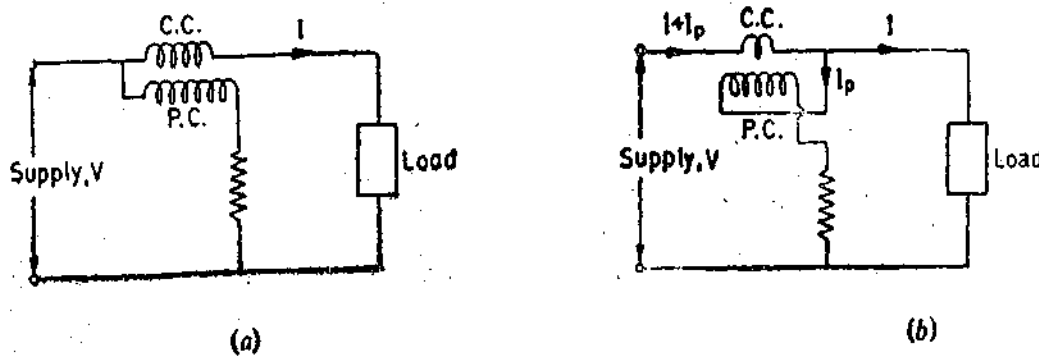 C.C.
I
P.C.
Supply, V
Load
(a)
I+Ip
C.C.
I
Ip
P.C.
Supply, V
Load
(b)